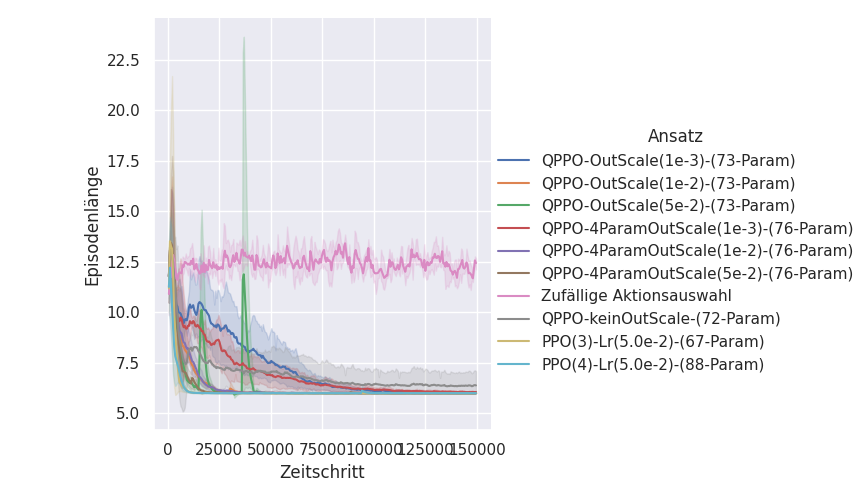 22.5
20.0
17.5
15.0
12.5
10.0
7.5
5.0
Episodenlänge
0 25000 50000 75000 100000 125000 150000
Zeitschritt
Ansatz
QPPO-OutScale(1e-3)-(73-Param)
QPPO-OutScale(1e-2)-(73-Param)
QPPO-OutScale(5e-2)-(73-Param)
QPPO-4ParamOutScale(1e-3)-(76-Param)
QPPO-4ParamOutScale(1e-2)-(76-Param)
QPPO-4ParamOutScale(5e-2)-(76-Param)
Zufällige Aktionsauswahl
QPPO-keinOutScale-(72-Param)
PPO(3)-Lr(5.0e-2)-(67-Param)
PPO(4)-Lr(5.0e-2)-(88-Param)